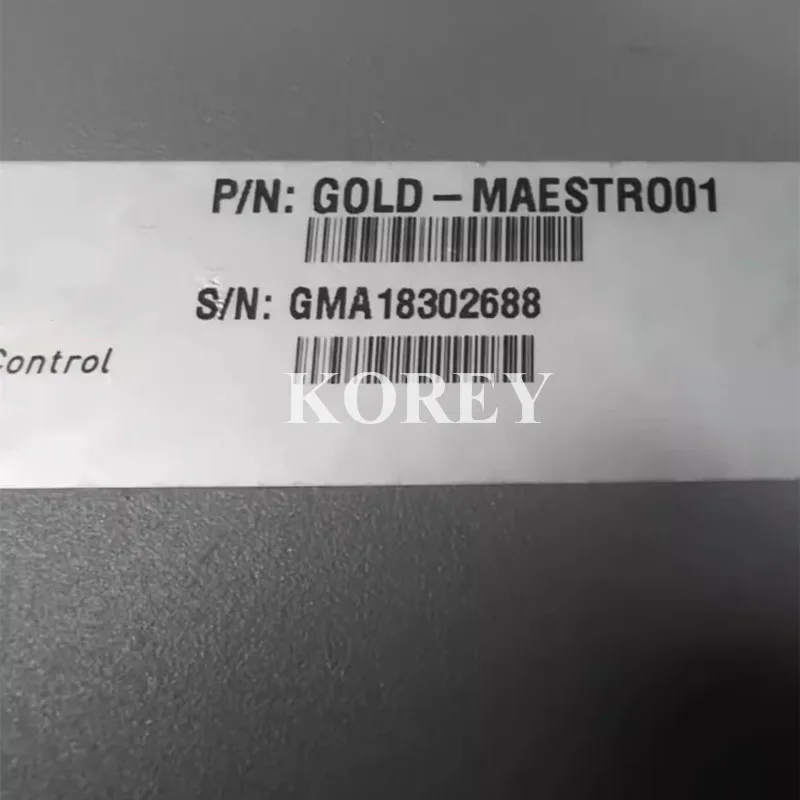 P/N: GOLD-MAESTRO01
S/N: GMA18302688
Control
KOREY